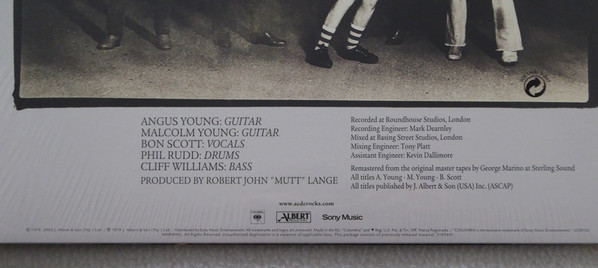 ANGUS YOUNG: GUITAR
MALCOLM YOUNG: GUITAR
BON SCOTT: VOCALS
PHIL RUDD: DRUMS
CLIFF WILLIAMS: BASS
PRODUCED BY ROBERT JOHN "MUTT" LANGE
Recorded at Roundhouse Studios, London
Recording Engineer: Mark Dearnley
Mixed at Basing Street Studios, London
Mixing Engineer: Tony Platt
Assistant Engineer: Kevin Dallimore
Remastered from the original master tapes by George Marino at Sterling Sound
All titles A. Young - M. Young - B. Scott
All titles published by J. Albert & Son (USA) Inc. (ASCAP)
www.acdcrocks.com
ALBERT
Sony Music